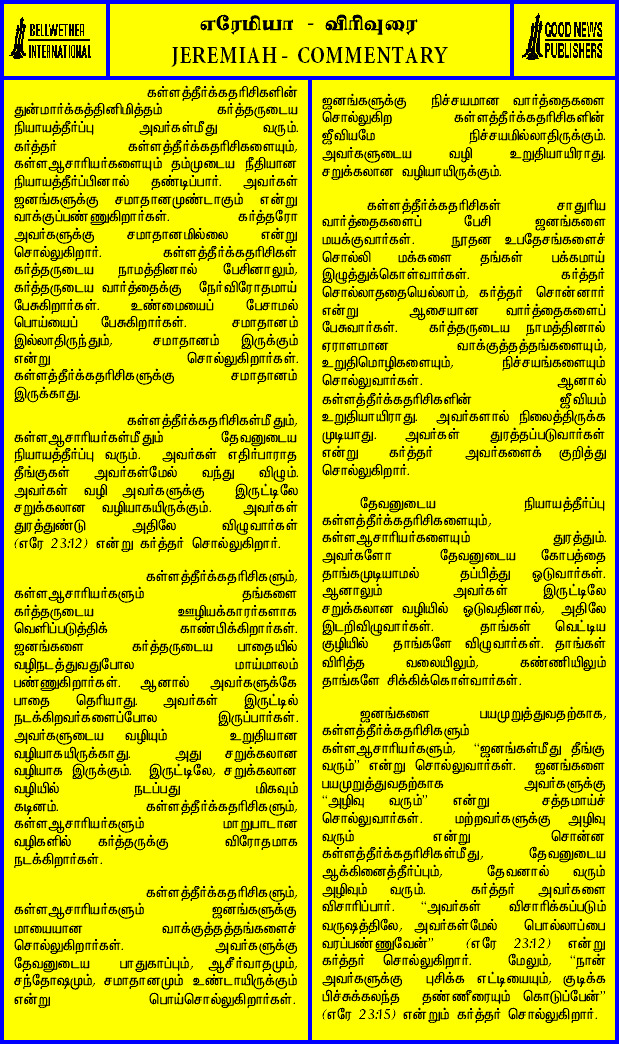 BELLWETHER
INTERNATIONAL
எரேமியா - விரிவுரை
JEREMIAH - COMMENTARY
GOOD NEWS
PUBLISHERS
கள்ளத்தீர்க்கதரிசிகளின்
துன்மார்க்கத்தினிமித்தம் கர்த்தருடைய
நியாயத்தீர்ப்பு அவர்கள்மீது வரும்.
கர்த்தர் கள்ளத்தீர்க்கதரிசிகளையும்,
கள்ளஆசாரியர்களையும் தம்முடைய நீதியான
நியாயத்தீர்ப்பினால் தண்டிப்பார். அவர்கள்
ஜனங்களுக்கு சமாதானமுண்டாகும் என்று
வாக்குப்பண்ணுகிறார்கள். கர்த்தரோ
அவர்களுக்கு சமாதானமில்லை என்று
சொல்லுகிறார். கள்ளத்தீர்க்கதரிசிகள்
கர்த்தருடைய நாமத்தினால் பேசினாலும்,
கர்த்தருடைய வார்த்தைக்கு நேர்விரோதமாய்
பேசுகிறார்கள். உண்மையைப் பேசாமல்
பொய்யைப் பேசுகிறார்கள். சமாதானம்
இல்லாதிருந்தும், சமாதானம் இருக்கும்
என்று சொல்லுகிறார்கள்.
கள்ளத்தீர்க்கதரிசிகளுக்கு சமாதானம்
இருக்காது.
கள்ளத்தீர்க்கதரிசிகள்மீதும்,
கள்ளஆசாரியர்கள்மீதும் தேவனுடைய
நியாயத்தீர்ப்பு வரும். அவர்கள் எதிர்பாராத
தீங்குகள் அவர்கள்மேல் வந்து விழும்.
அவர்கள் வழி அவர்களுக்கு இருட்டிலே
சறுக்கலான வழியாகயிருக்கும். அவர்கள்
துரத்துண்டு அதிலே விழுவார்கள்
(எரே 23:12) என்று கர்த்தர் சொல்லுகிறார்.
கள்ளத்தீர்க்கதரிசிகளும்,
கள்ளஆசாரியர்களும் தங்களை
கர்த்தருடைய ஊழியக்காரர்களாக
வெளிப்படுத்திக் காண்பிக்கிறார்கள்.
ஜனங்களை கர்த்தருடைய பாதையில்
வழிநடத்துவதுபோல மாய்மாலம்
பண்ணுகிறார்கள். ஆனால் அவர்களுக்கே
பாதை தெரியாது. அவர்கள் இருட்டில்
நடக்கிறவர்களைப்போல இருப்பார்கள்.
அவர்களுடைய வழியும் உறுதியான
வழியாகயிருக்காது. அது சறுக்கலான
வழியாக இருக்கும். இருட்டிலே, சறுக்கலான
வழியில் நடப்பது மிகவும்
கடினம். கள்ளத்தீர்க்கதரிசிகளும்,
கள்ளஆசாரியர்களும் மாறுபாடான
வழிகளில் கர்த்தருக்கு விரோதமாக
நடக்கிறார்கள்.
கள்ளத்தீர்க்கதரிசிகளும்,
கள்ளஆசாரியர்களும் ஜனங்களுக்கு
மாயையான வாக்குத்தத்தங்களைச்
சொல்லுகிறார்கள். அவர்களுக்கு
தேவனுடைய பாதுகாப்பும், ஆசீர்வாதமும்,
சந்தோஷமும், சமாதானமும் உண்டாயிருக்கும்
என்று பொய்சொல்லுகிறார்கள்.
ஜனங்களுக்கு நிச்சயமான வார்த்தைகளை
சொல்லுகிற கள்ளத்தீர்க்கதரிசிகளின்
ஜீவியமே நிச்சயமில்லாதிருக்கும்.
அவர்களுடைய வழி உறுதியாயிராது.
சறுக்கலான வழியாயிருக்கும்.
கள்ளத்தீர்க்கதரிசிகள் சாதுரிய
வார்த்தைகளைப் பேசி ஜனங்களை
மயக்குவார்கள். நூதன உபதேசங்களைச்
சொல்லி மக்களை தங்கள் பக்கமாய்
இழுத்துக்கொள்வார்கள். கர்த்தர்
சொல்லாததையெல்லாம், கர்த்தர் சொன்னார்
என்று ஆசையான வார்த்தைகளைப்
பேசுவார்கள். கர்த்தருடைய நாமத்தினால்
ஏராளமான வாக்குத்தத்தங்களையும்,
உறுதிமொழிகளையும், நிச்சயங்களையும்
சொல்லுவார்கள். ஆனால்
கள்ளத்தீர்க்கதரிசிகளின் ஜீவியம்
உறுதியாயிராது. அவர்களால் நிலைத்திருக்க
முடியாது. அவர்கள் துரத்தப்படுவார்கள்
என்று கர்த்தர் அவர்களைக் குறித்து
சொல்லுகிறார்.
தேவனுடைய நியாயத்தீர்ப்பு
கள்ளத்தீர்க்கதரிசிகளையும்,
கள்ளஆசாரியர்களையும் துரத்தும்.
அவர்களோ தேவனுடைய கோபத்தை
தாங்கமுடியாமல் தப்பித்து ஓடுவார்கள்.
ஆனாலும் அவர்கள் இருட்டிலே
சறுக்கலான வழியில் ஓடுவதினால், அதிலே
இடறிவிழுவார்கள். தாங்கள் வெட்டிய
குழியில் தாங்களே விழுவார்கள். தாங்கள்
விரித்த வலையிலும், கண்ணியிலும்
தாங்களே சிக்கிக்கொள்வார்கள்.
ஜனங்களை பயமுறுத்துவதற்காக,
கள்ளத்தீர்க்கதரிசிகளும்
கள்ளஆசாரியர்களும், "ஜனங்கள்மீது தீங்கு
வரும்" என்று சொல்லுவார்கள். ஜனங்களை
பயமுறுத்துவதற்காக அவர்களுக்கு
"அழிவு வரும்" என்று சத்தமாய்ச்
சொல்லுவார்கள். மற்றவர்களுக்கு அழிவு
வரும் என்று சொன்ன
கள்ளத்தீர்க்கதரிசிகள்மீது, தேவனுடைய
ஆக்கினைத்தீர்ப்பும், தேவனால் வரும்
அழிவும் வரும். கர்த்தர் அவர்களை
விசாரிப்பார். "அவர்கள் விசாரிக்கப்படும்
வருஷத்திலே, அவர்கள்மேல் பொல்லாப்பை
வரப்பண்ணுவேன்" (எரே 23:12) என்று
கர்த்தர் சொல்லுகிறார். மேலும், "நான்
அவர்களுக்கு புசிக்க எட்டியையும், குடிக்க
பிச்சுக்கலந்த தண்ணீரையும் கொடுப்பேன்"
(எரே 23:15) என்றும் கர்த்தர் சொல்லுகிறார்.